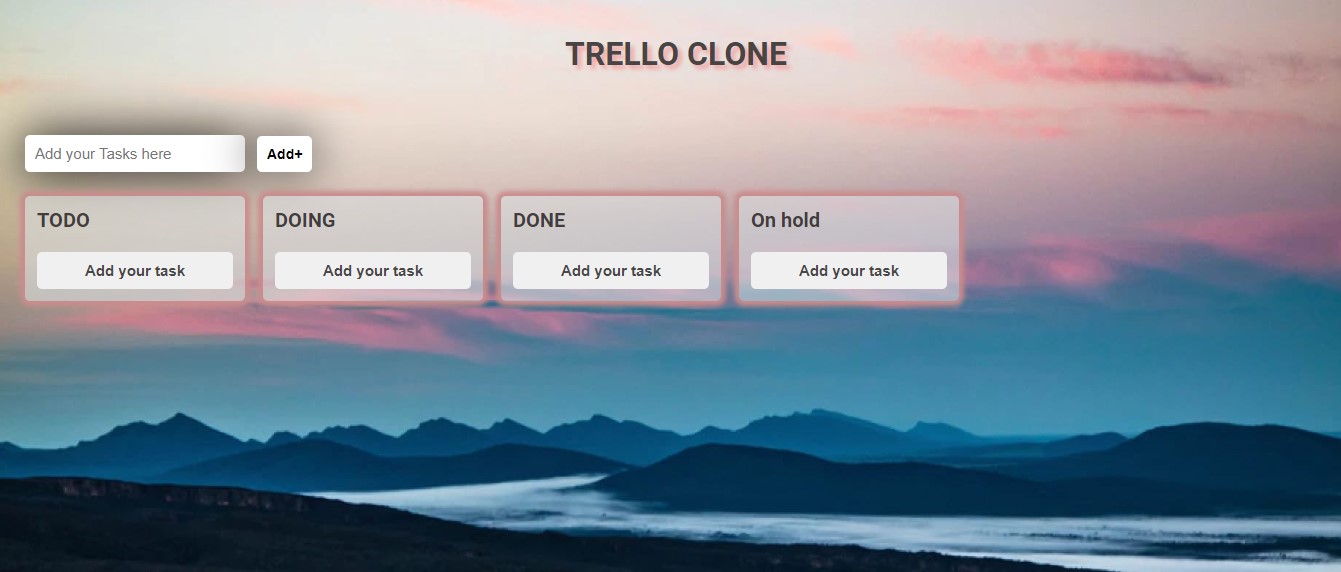 TRELLO CLONE
Add your Tasks here Add+
TODO DOING DONE On hold
Add your task Add your task Add your task Add your task